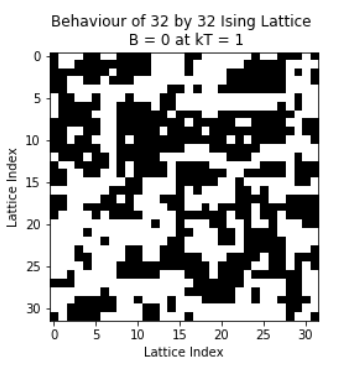 Behaviour of 32 by 32 Ising Lattice
B = 0 at kT = 1
0
5
10
15
20
25
30
Lattice Index
0 5 10 15 20 25 30
Lattice Index